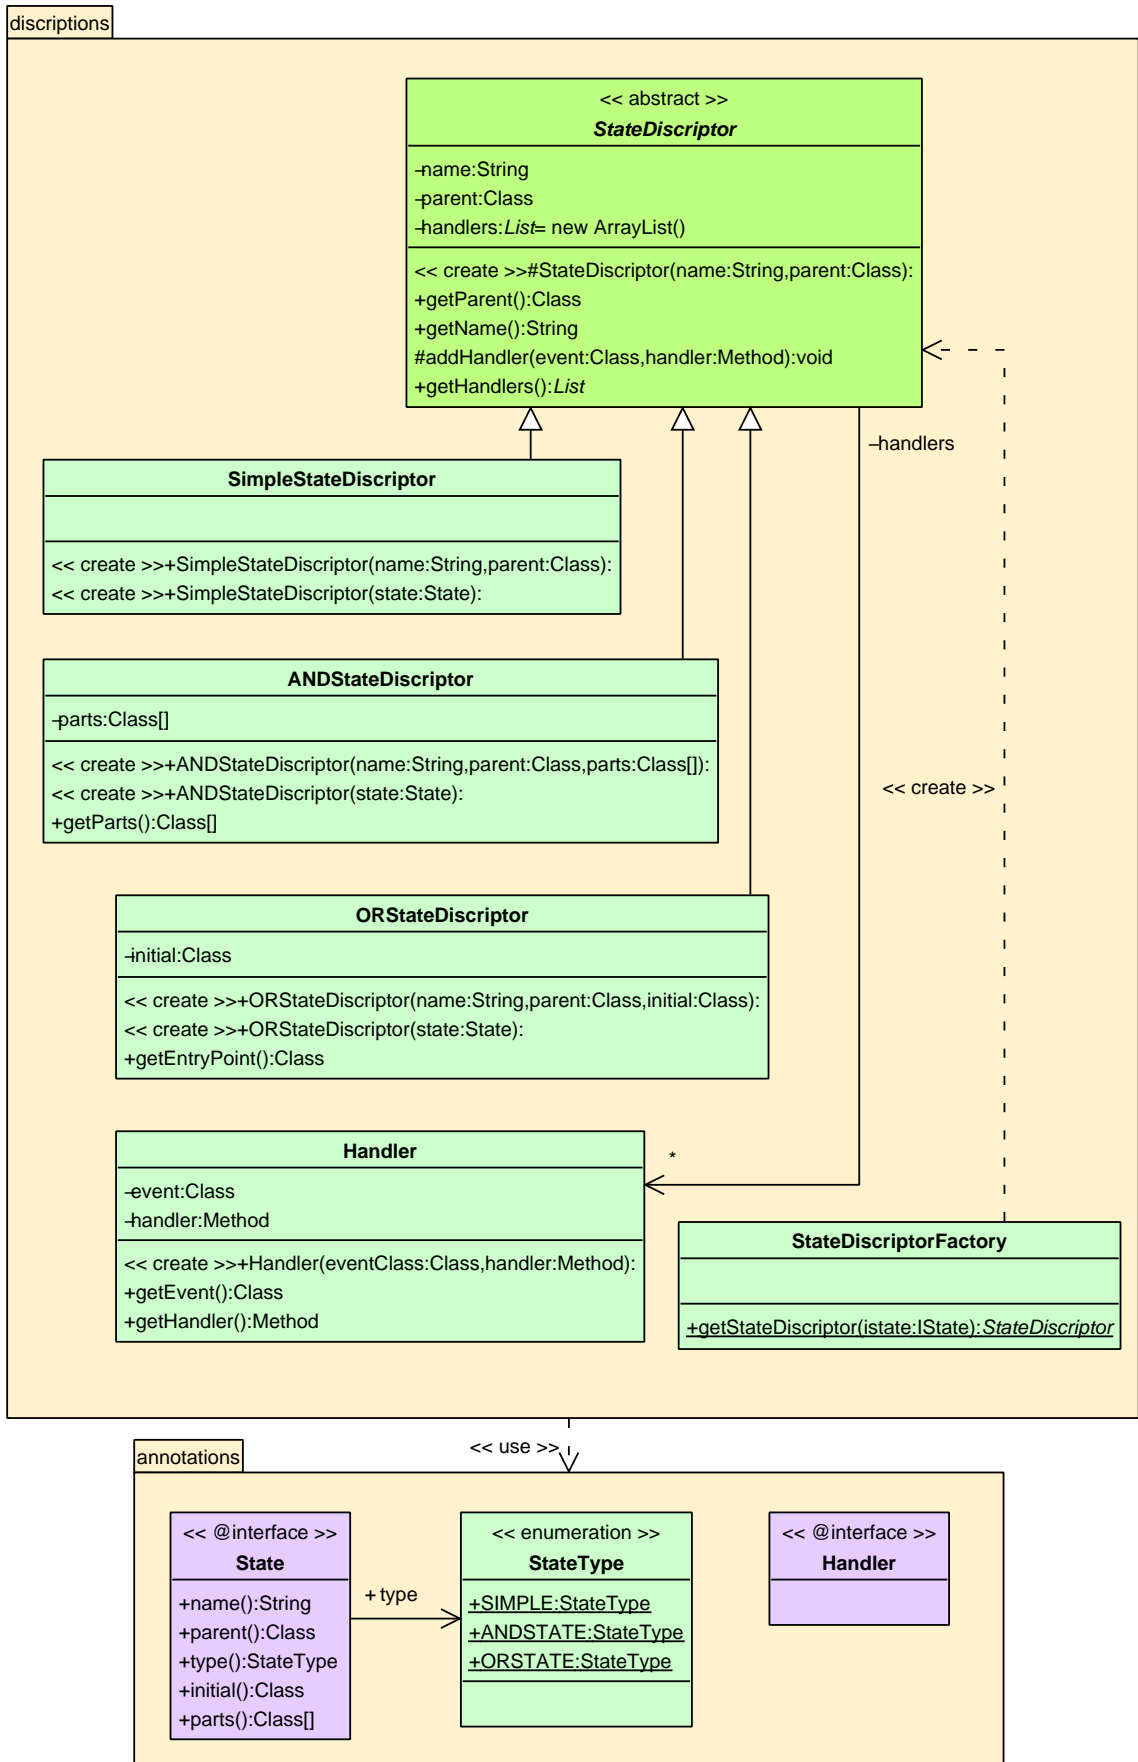 discriptions
<< abstract >>
StateDiscriptor
-name:String
-parent:Class
-handlers:List= new ArrayList()
<< create >>#StateDiscriptor(name:String,parent:Class):
+getParent():Class
+getName():String
#addHandler(event:Class,handler:Method):void
+getHandlers():List
-handlers
SimpleStateDiscriptor
<< create >>+SimpleStateDiscriptor(name:String,parent:Class):
<< create >>+SimpleStateDiscriptor(state:State):
ANDStateDiscriptor
-parts:Class[]
<< create >>+ANDStateDiscriptor(name:String,parent:Class,parts:Class[]):
<< create >>+ANDStateDiscriptor(state:State):
+getParts():Class[]
<< create >>
ORStateDiscriptor
-initial:Class
<< create >>+ORStateDiscriptor(name:String,parent:Class,initial:Class):
<< create >>+ORStateDiscriptor(state:State):
+getEntryPoint():Class
Handler
-event:Class
-handler:Method
<< create >>+Handler(eventClass:Class,handler:Method):
+getEvent():Class
+getHandler():Method
*
StateDiscriptorFactory
+getStateDiscriptor(istate:IState):StateDiscriptor
<< use >>
annotations
<< @interface >>
State
+name():String
+parent():Class
+type():StateType
+initial():Class
+parts():Class[]
+ type
<< enumeration >>
StateType
+SIMPLE:StateType
+ANDSTATE:StateType
+ORSTATE:StateType
<< @interface >>
Handler